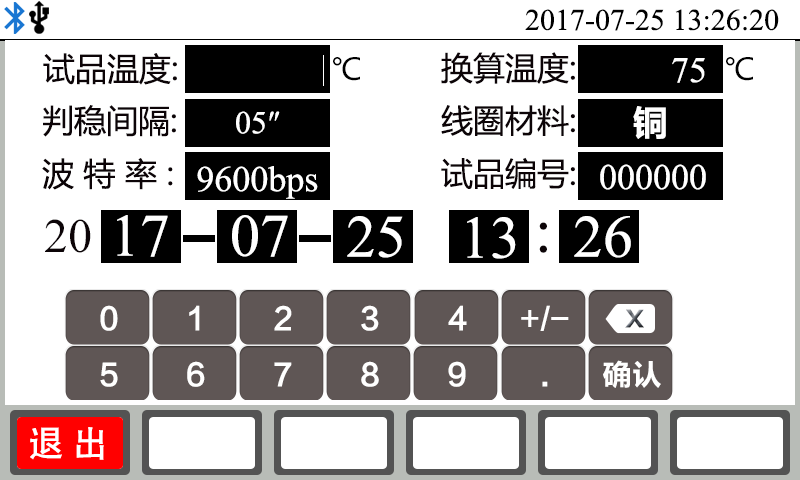 2017-07-25 13:26:20
试品温度: ℃ 换算温度: 75 ℃
判稳间隔: 05″ 线圈材料: 铜
波特率: 9600bps 试品编号: 000000
20 17-07-25 13:26
0 1 2 3 4 +/- X
5 6 7 8 9 . 确认
退出